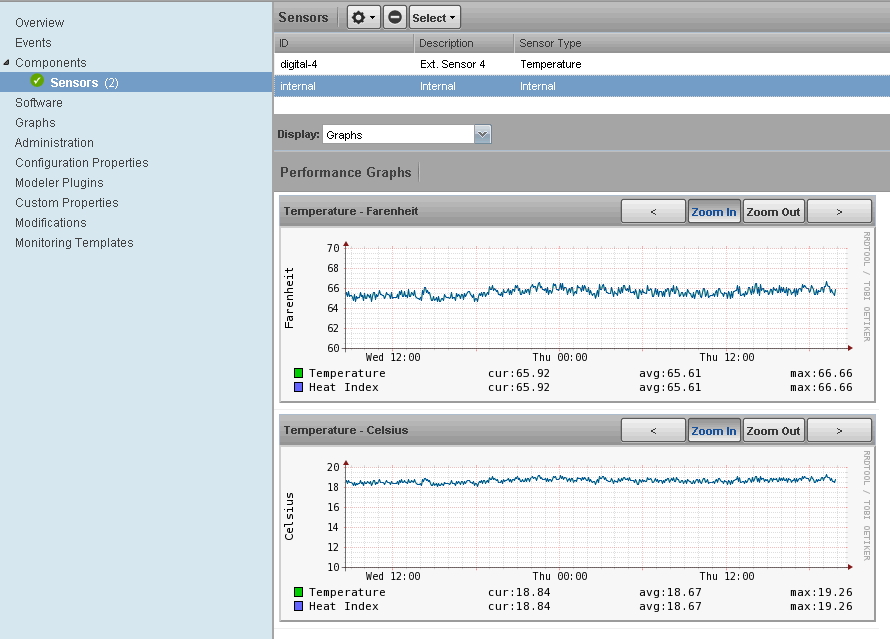 Overview
Events
Components
Sensors (2)
Software
Graphs
Administration
Configuration Properties
Modeler Plugins
Custom Properties
Modifications
Monitoring Templates
Sensors Select
ID Description Sensor Type
digital-4 Ext. Sensor 4 Temperature
internal Internal Internal
Display: Graphs
Performance Graphs
Temperature - Farenheit < Zoom In Zoom Out >
70
68
66
64
62
60
Farenheit
RRDTOOL / TOBI OETIKER
Wed 12:00 Thu 00:00 Thu 12:00
Temperature cur:65.92 avg:65.61 max:66.66
Heat Index cur:65.92 avg:65.61 max:66.66
Temperature - Celsius < Zoom In Zoom Out >
20
18
16
14
12
10
Celsius
RRDTOOL / TOBI OETIKER
Wed 12:00 Thu 00:00 Thu 12:00
Temperature cur:18.84 avg:18.67 max:19.26
Heat Index cur:18.84 avg:18.67 max:19.26